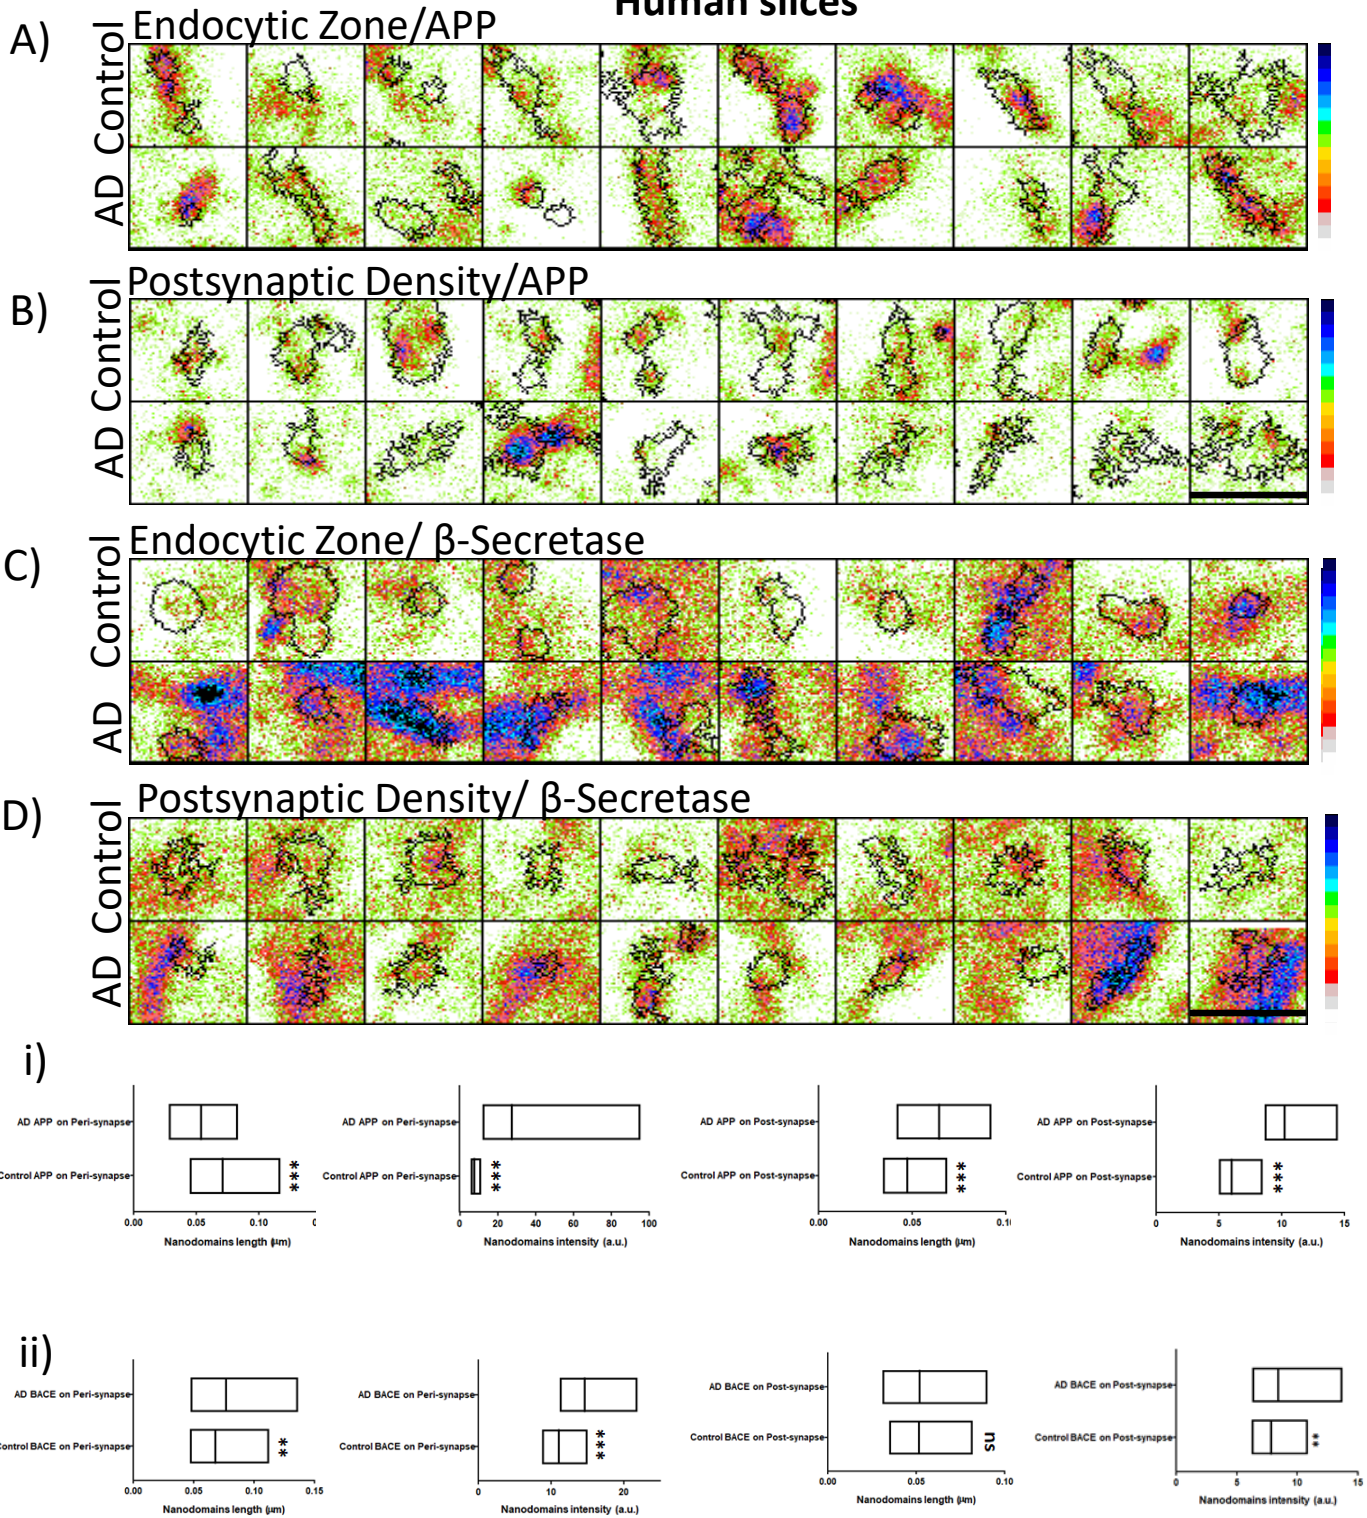 Human slices
A) Endocytic Zone/APP
Control
AD
B) Postsynaptic Density/APP
Control
AD
C) Endocytic Zone/ β-Secretase
Control
AD
D) Postsynaptic Density/ β-Secretase
Control
AD
i)
AD APP on Peri-synapse
Control APP on Peri-synapse
***
0.00 0.05 0.10
Nanodomains length (μm)
AD APP on Peri-synapse
Control APP on Peri-synapse
***
0 20 40 60 80 100
Nanodomains intensity (a.u.)
AD APP on Post-synapse
Control APP on Post-synapse
***
0.00 0.05 0.10
Nanodomains length (μm)
AD APP on Post-synapse
Control APP on Post-synapse
***
0 5 10 15
Nanodomains intensity (a.u.)
ii)
AD BACE on Peri-synapse
Control BACE on Peri-synapse
**
0.00 0.05 0.10 0.15
Nanodomains length (μm)
AD BACE on Peri-synapse
Control BACE on Peri-synapse
***
0 10 20
Nanodomains intensity (a.u.)
AD BACE on Post-synapse
Control BACE on Post-synapse
ns
0.00 0.05 0.10
Nanodomains length (μm)
AD BACE on Post-synapse
Control BACE on Post-synapse
**
0 5 10 15
Nanodomains intensity (a.u.)